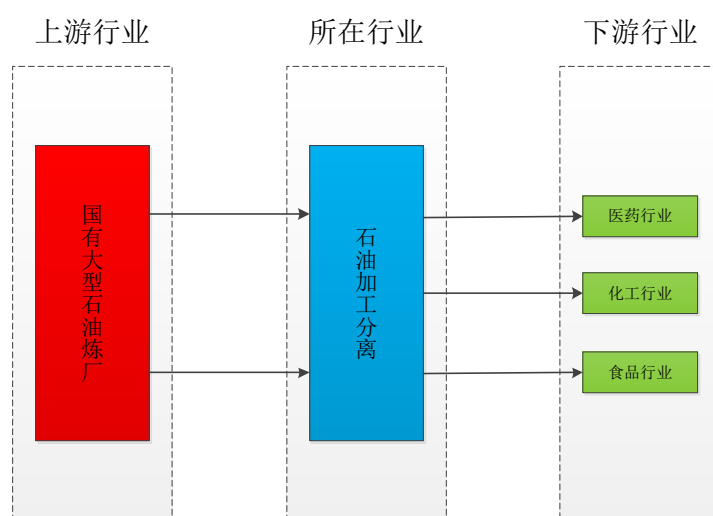 上游行业
所在行业
下游行业
国有大型石油炼厂
石油加工分离
医药行业
化工行业
食品行业